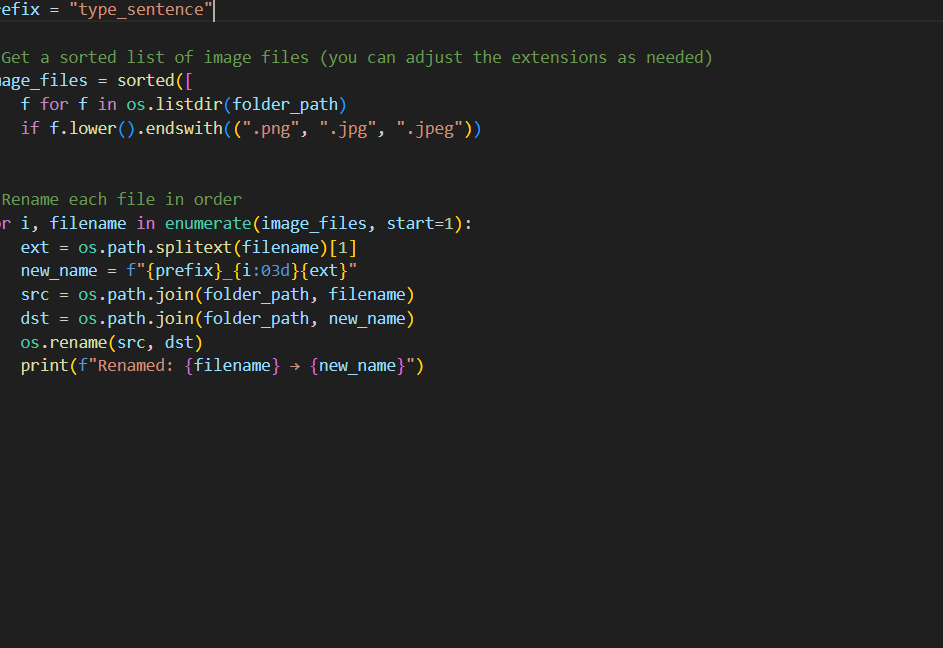 efix = "type_sentence"
Get a sorted list of image files (you can adjust the extensions as needed)
age_files = sorted([
f for f in os.listdir(folder_path)
if f.lower().endswith((".png", ".jpg", ".jpeg"))
Rename each file in order
r i, filename in enumerate(image_files, start=1):
ext = os.path.splitext(filename)[1]
new_name = f"{prefix}_{i:03d}{ext}"
src = os.path.join(folder_path, filename)
dst = os.path.join(folder_path, new_name)
os.rename(src, dst)
print(f"Renamed: {filename} → {new_name}")